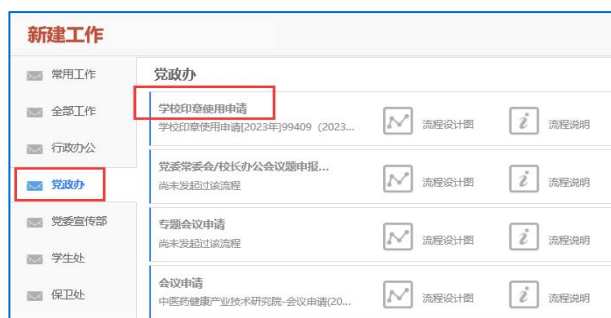 新建工作
常用工作
全部工作
行政办公
党政办
党委宣传部
学生处
保卫处
党政办
学校印章使用申请
学校印章使用申请[2023年]99409（2023...
流程设计图
流程说明
党委常委会/校长办公会议题申报...
尚未发起过该流程
流程设计图
流程说明
专题会议申请
尚未发起过该流程
流程设计图
流程说明
会议申请
中医药健康产业技术研究院-会议申请(20...
流程设计图
流程说明